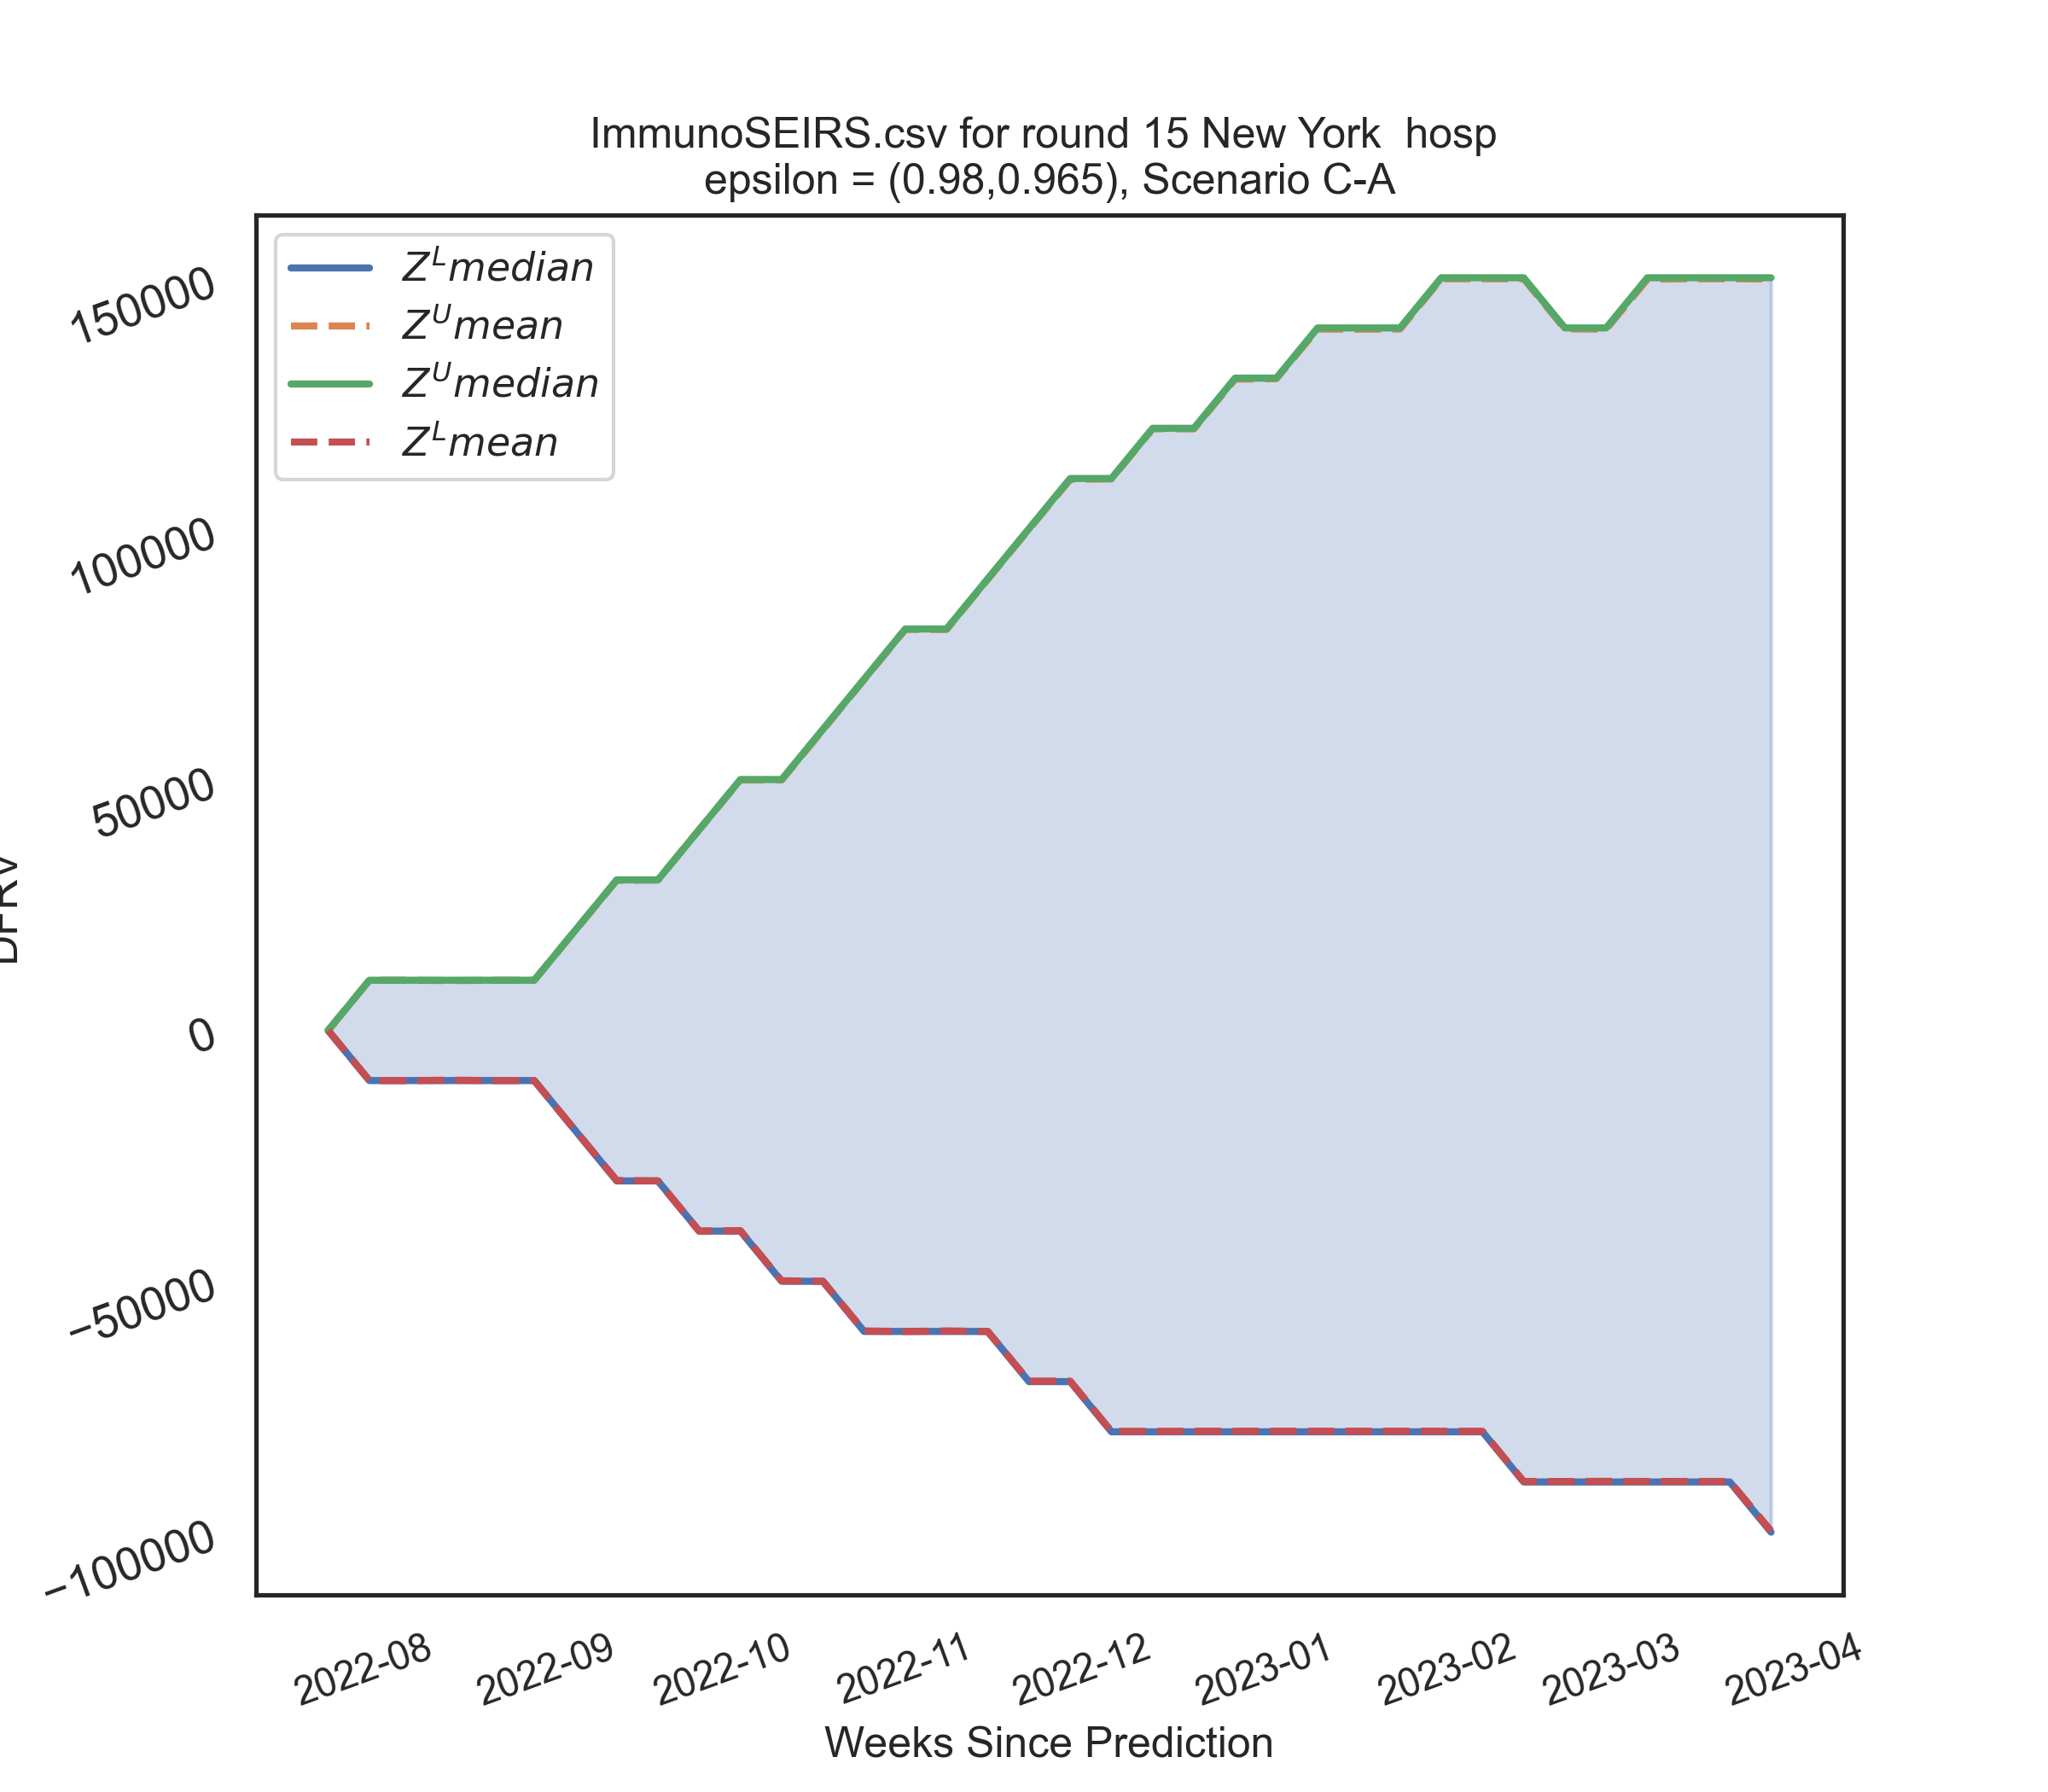 ImmunoSEIRS.csv for round 15 New York  hosp
epsilon = (0.98,0.965), Scenario C-A
Z^L median
Z^U mean
Z^U median
Z^L mean
150000
100000
50000
0
−50000
−100000
2022-08
2022-09
2022-10
2022-11
2022-12
2023-01
2023-02
2023-03
2023-04
Weeks Since Prediction